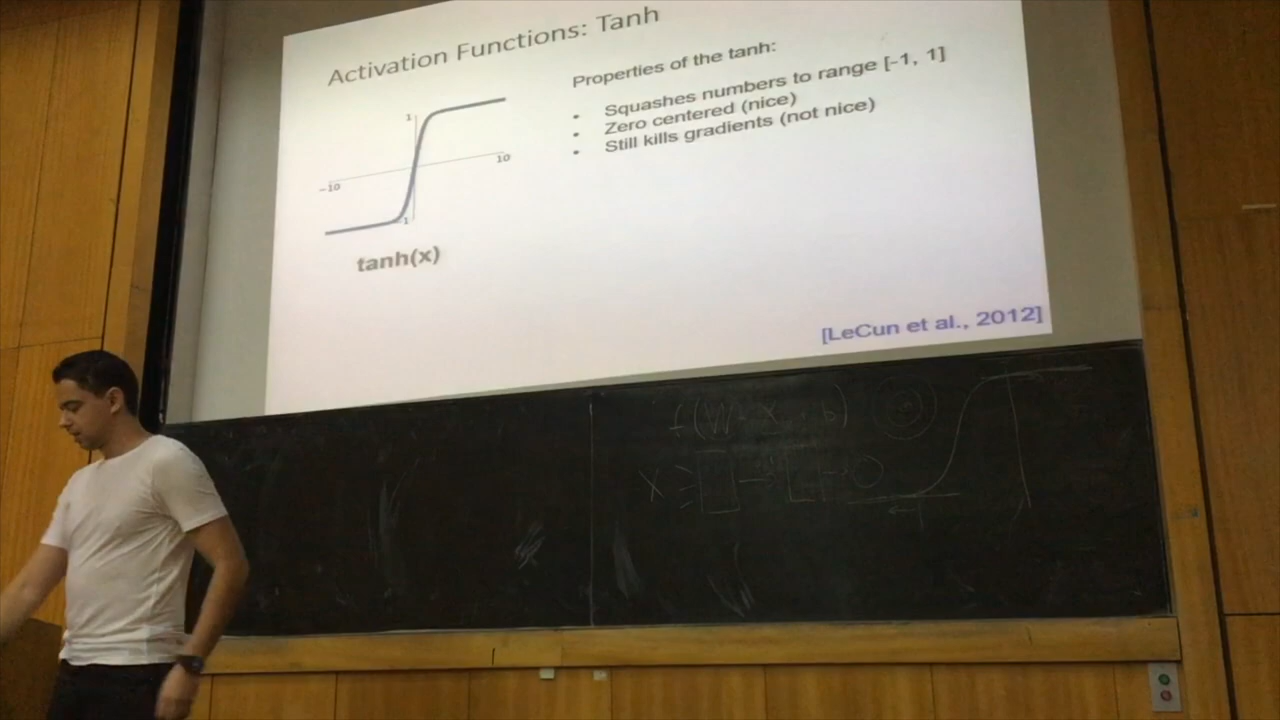 Activation Functions: Tanh
Properties of the tanh:
• Squashes numbers to range [-1, 1]
• Zero centered (nice)
• Still kills gradients (not nice)
1
10
-10
1
tanh(x)
[LeCun et al., 2012]
f(W x + b)
X